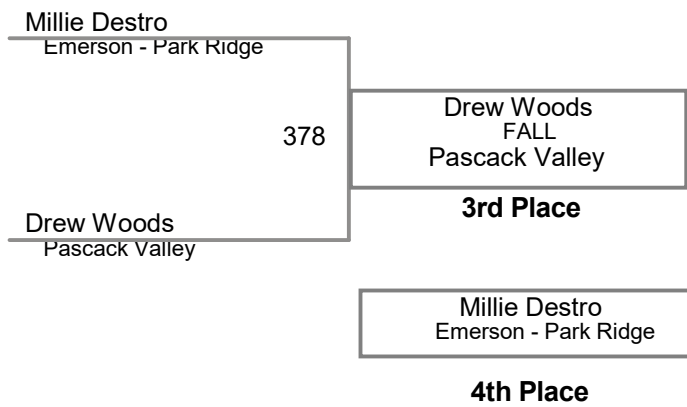 Millie Destro
Emerson - Park Ridge
378
Drew Woods
FALL
Pascack Valley
3rd Place
Drew Woods
Pascack Valley
Millie Destro
Emerson - Park Ridge
4th Place